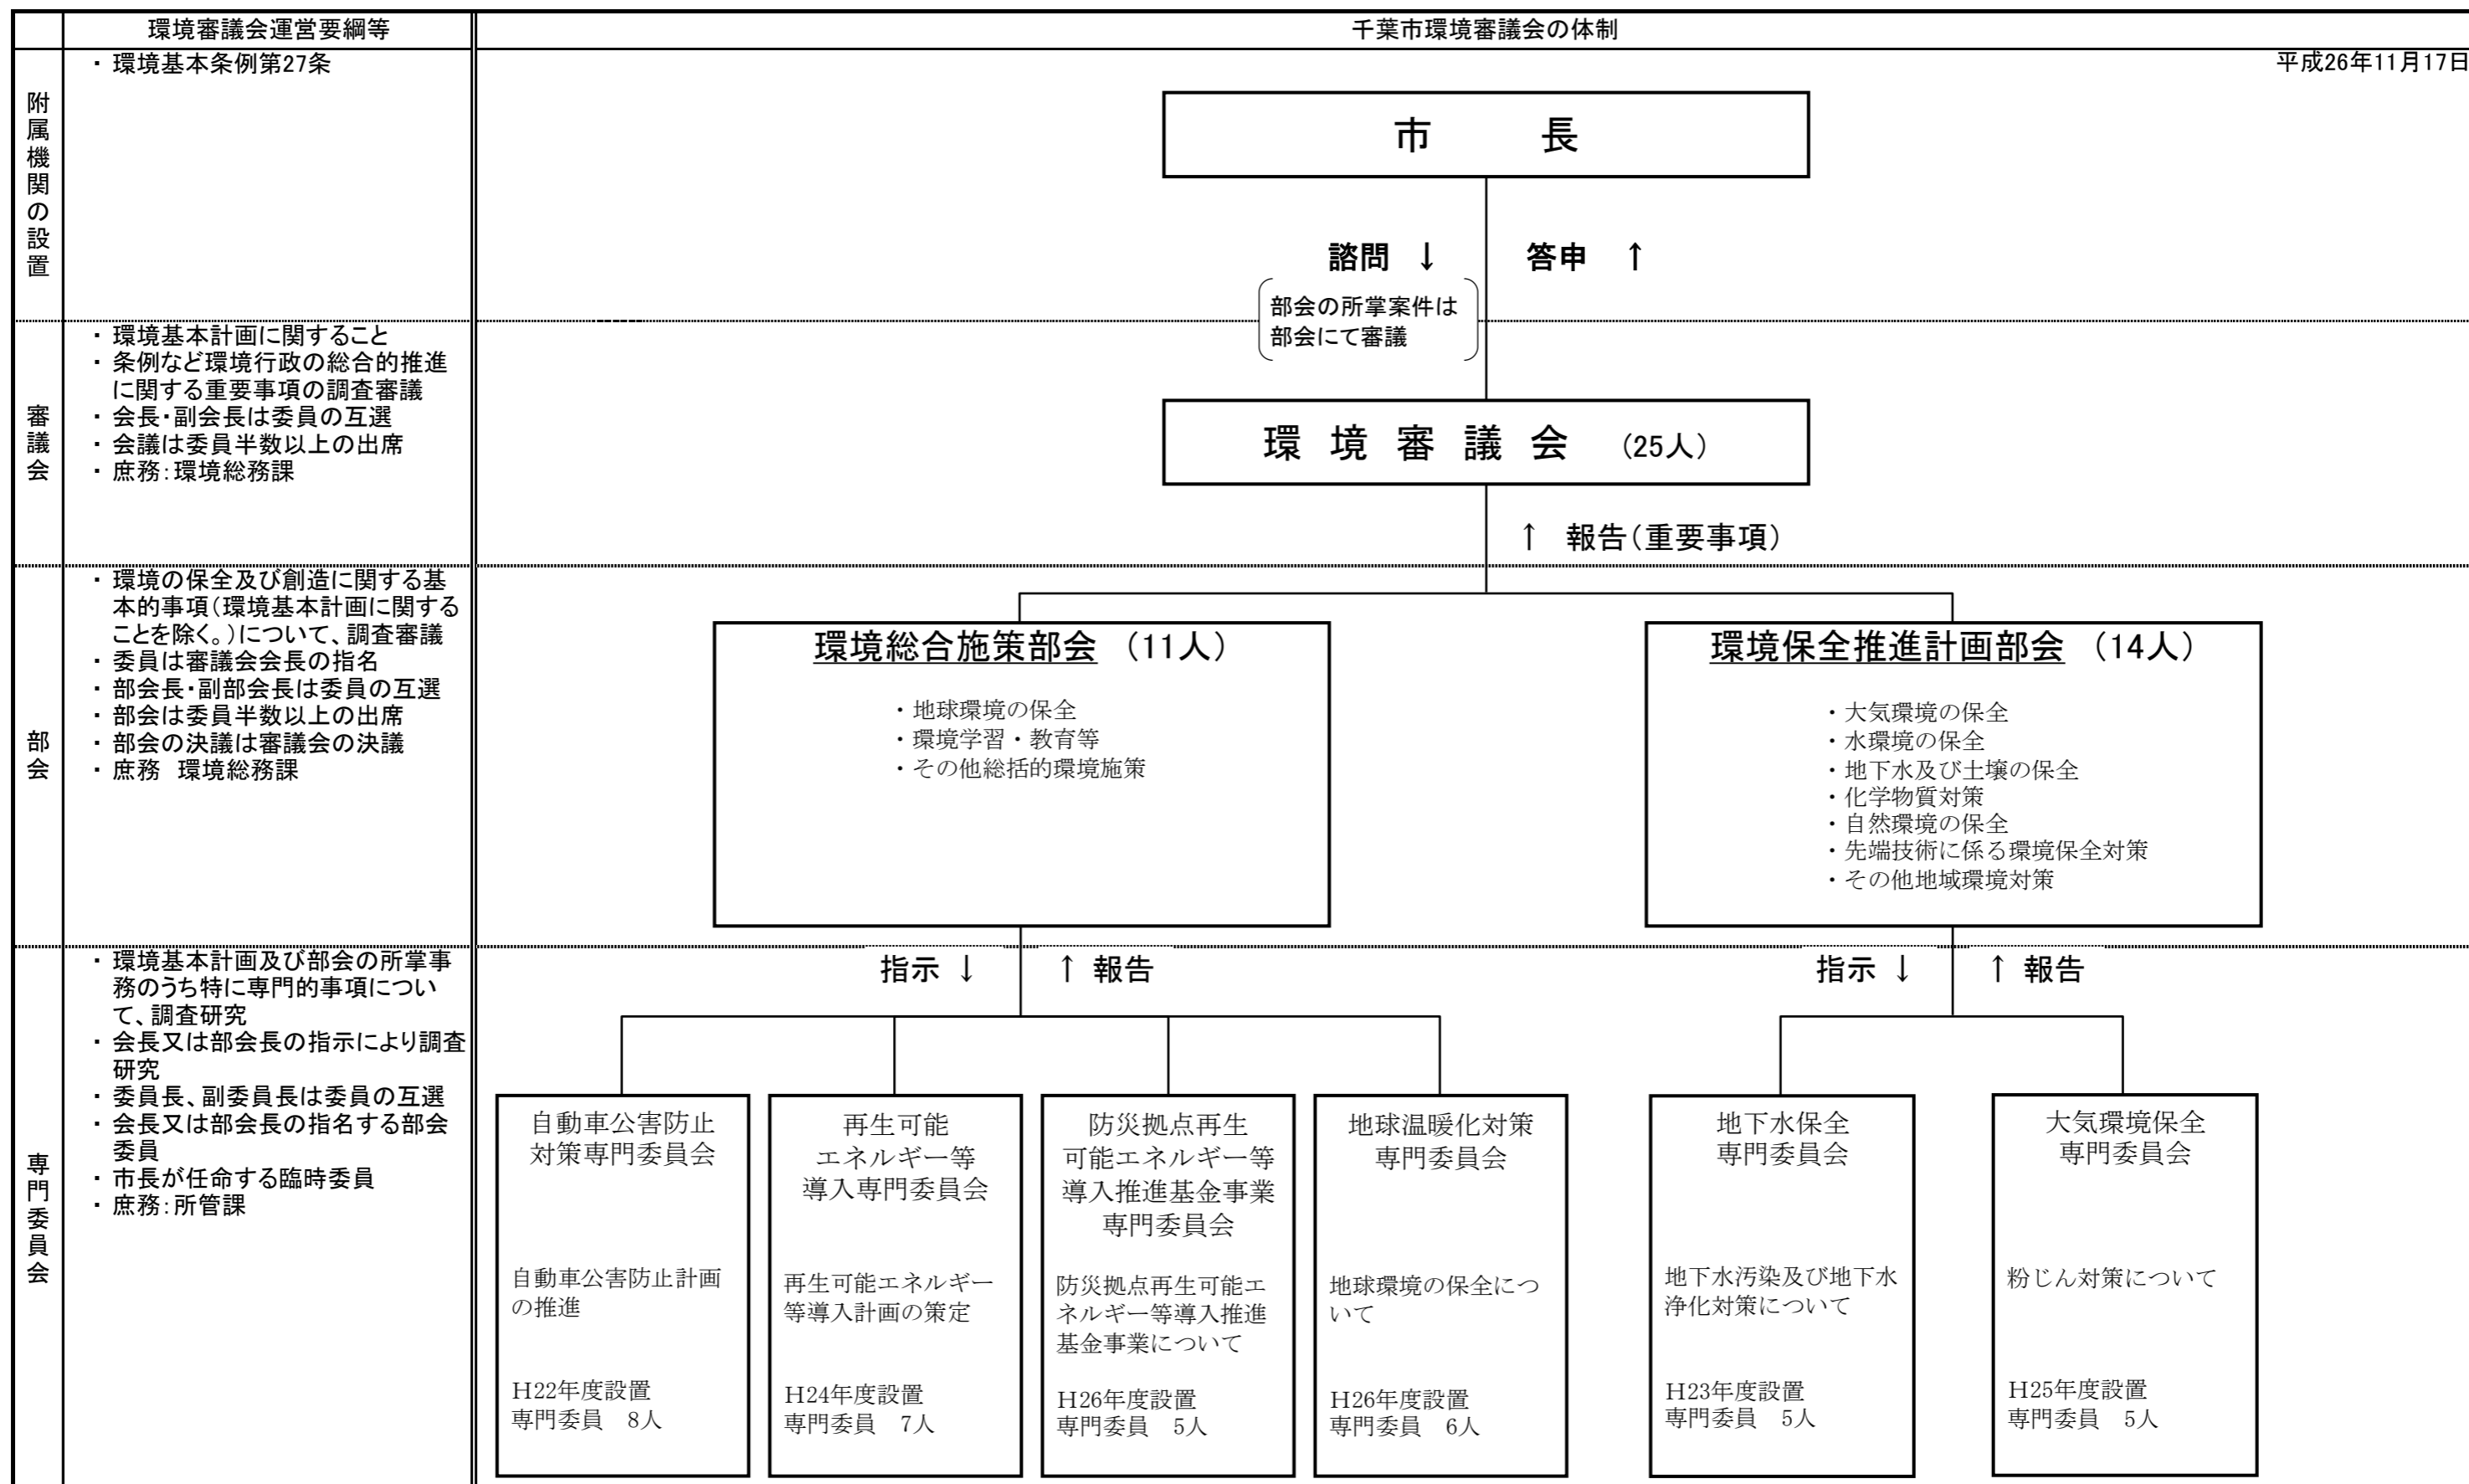 環境審議会運営要綱等
千葉市環境審議会の体制
附属機関の設置
・ 環境基本条例第27条
平成26年11月17日
市　長
諮問 ↓
答申 ↑
部会の所掌案件は
部会にて審議
審議会
・ 環境基本計画に関すること
・ 条例など環境行政の総合的推進
に関する重要事項の調査審議
・ 会長・副会長は委員の互選
・ 会議は委員半数以上の出席
・ 庶務：環境総務課
環 境 審 議 会 （25人）
↑ 報告（重要事項）
部会
・ 環境の保全及び創造に関する基
本的事項（環境基本計画に関する
ことを除く。）について、調査審議
・ 委員は審議会会長の指名
・ 部会長・副部会長は委員の互選
・ 部会は委員半数以上の出席
・ 部会の決議は審議会の決議
・ 庶務　環境総務課
環境総合施策部会 （11人）
・地球環境の保全
・環境学習・教育等
・その他総括的環境施策
環境保全推進計画部会 （14人）
・大気環境の保全
・水環境の保全
・地下水及び土壌の保全
・化学物質対策
・自然環境の保全
・先端技術に係る環境保全対策
・その他地域環境対策
専門委員会
・ 環境基本計画及び部会の所掌事
務のうち特に専門的事項につい
て、調査研究
・ 会長又は部会長の指示により調査
研究
・ 委員長、副委員長は委員の互選
・ 会長又は部会長の指名する部会
委員
・ 市長が任命する臨時委員
・ 庶務：所管課
指示 ↓
↑ 報告
指示 ↓
↑ 報告
自動車公害防止
対策専門委員会
自動車公害防止計画
の推進
H22年度設置
専門委員　8人
再生可能
エネルギー等
導入専門委員会
再生可能エネルギー
等導入計画の策定
H24年度設置
専門委員　7人
防災拠点再生
可能エネルギー等
導入推進基金事業
専門委員会
防災拠点再生可能エ
ネルギー等導入推進
基金事業について
H26年度設置
専門委員　5人
地球温暖化対策
専門委員会
地球環境の保全につ
いて
H26年度設置
専門委員　6人
地下水保全
専門委員会
地下水汚染及び地下水
浄化対策について
H23年度設置
専門委員　5人
大気環境保全
専門委員会
粉じん対策について
H25年度設置
専門委員　5人